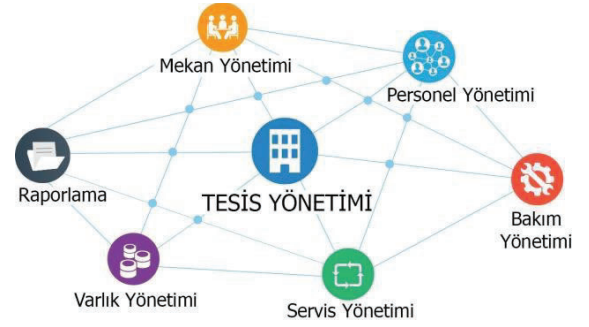 Mekan Yönetimi
Personel Yönetimi
Raporlama
TESİS YÖNETİMİ
Bakım
Yönetimi
Varlık Yönetimi
Servis Yönetimi